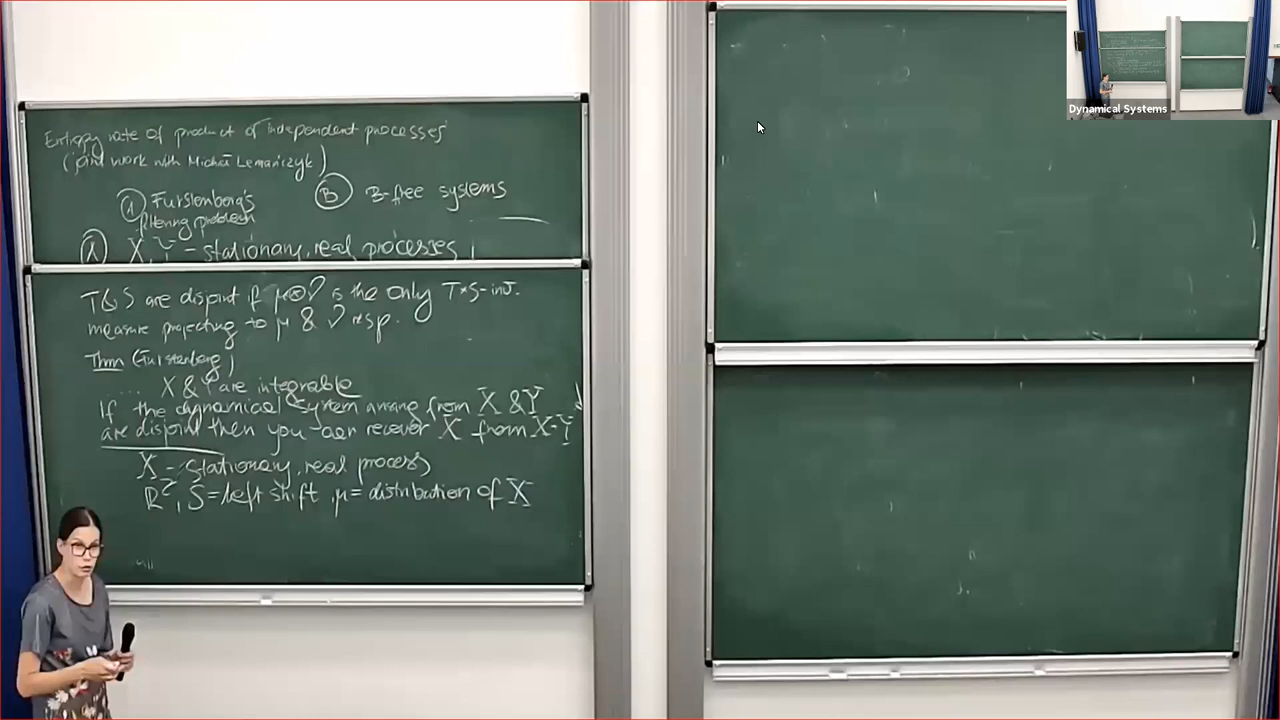 Entropy rate of product of independent processes
(joint work with Michał Lemańczyk)
(A) Furstenberg's
filtering problem
(B) B-free systems
(A) X, Y - stationary, real processes,
T & S are disjoint if μ⊗ν is the only T×S-inv.
measure projecting to μ & ν resp.
Thm (Furstenberg)
... X & Y are integrable
If the dynamical system arising from X & Y
are disjoint then you can recover X from X+Y
X - stationary, real process
ℝ^ℤ, S = left shift, μ = distribution of X
Dynamical Systems